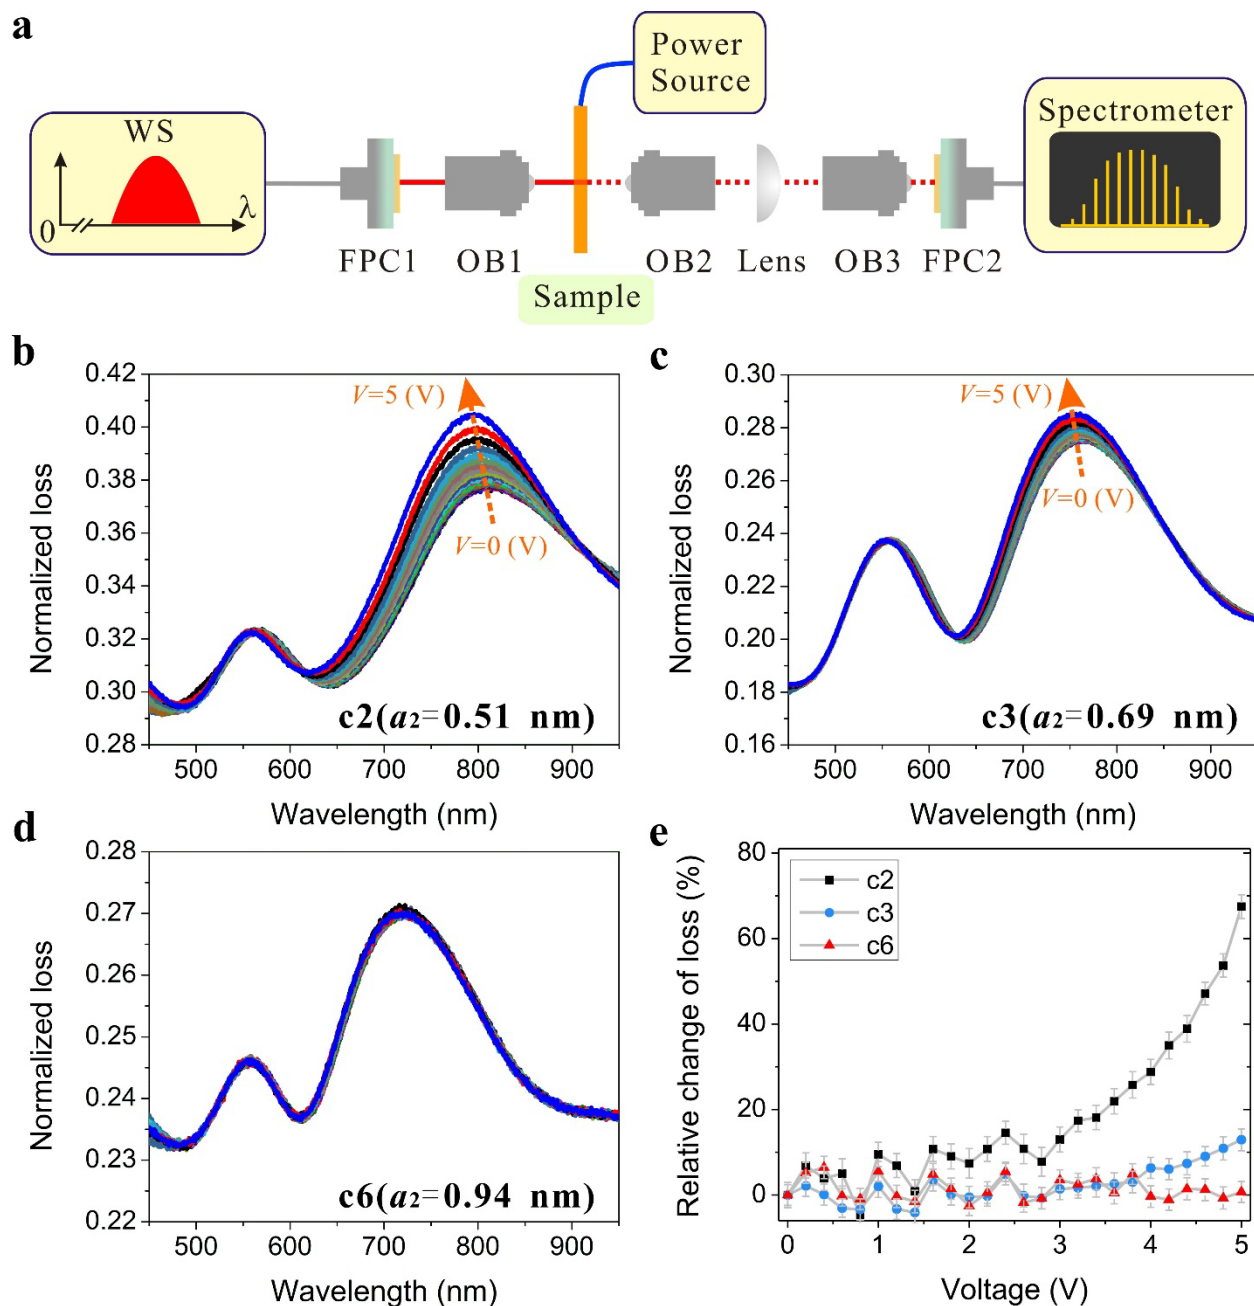 a
Power
Source
WS
0
λ
Spectrometer
FPC1
OB1
OB2
Lens
OB3
FPC2
Sample
b
0.42
0.40
0.38
0.36
0.34
0.32
0.30
0.28
Normalized loss
V=5 (V)
V=0 (V)
c2(a2=0.51 nm)
500
600
700
800
900
Wavelength (nm)
c
0.30
0.28
0.26
0.24
0.22
0.20
0.18
0.16
Normalized loss
V=5 (V)
V=0 (V)
c3(a2=0.69 nm)
500
600
700
800
900
Wavelength (nm)
d
0.28
0.27
0.26
0.25
0.24
0.23
0.22
Normalized loss
c6(a2=0.94 nm)
500
600
700
800
900
Wavelength (nm)
e
80
60
40
20
0
Relative change of loss (%)
c2
c3
c6
0
1
2
3
4
5
Voltage (V)